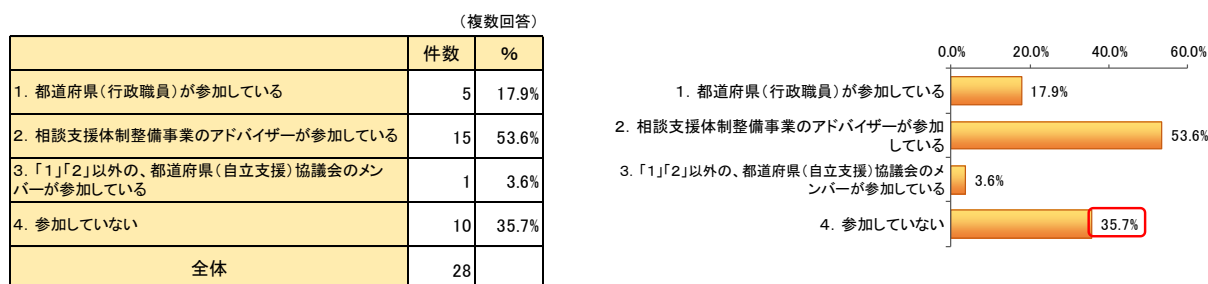 （複数回答）
件数 %
1. 都道府県（行政職員）が参加している 5 17.9%
2. 相談支援体制整備事業のアドバイザーが参加している 15 53.6%
3. 「1」「2」以外の、都道府県（自立支援）協議会のメン
バーが参加している 1 3.6%
4. 参加していない 10 35.7%
全体 28
0.0% 20.0% 40.0% 60.0%
1. 都道府県（行政職員）が参加している 17.9%
2. 相談支援体制整備事業のアドバイザーが参加
している 53.6%
3. 「1」「2」以外の、都道府県（自立支援）協議会のメ
ンバーが参加している 3.6%
4. 参加していない 35.7%